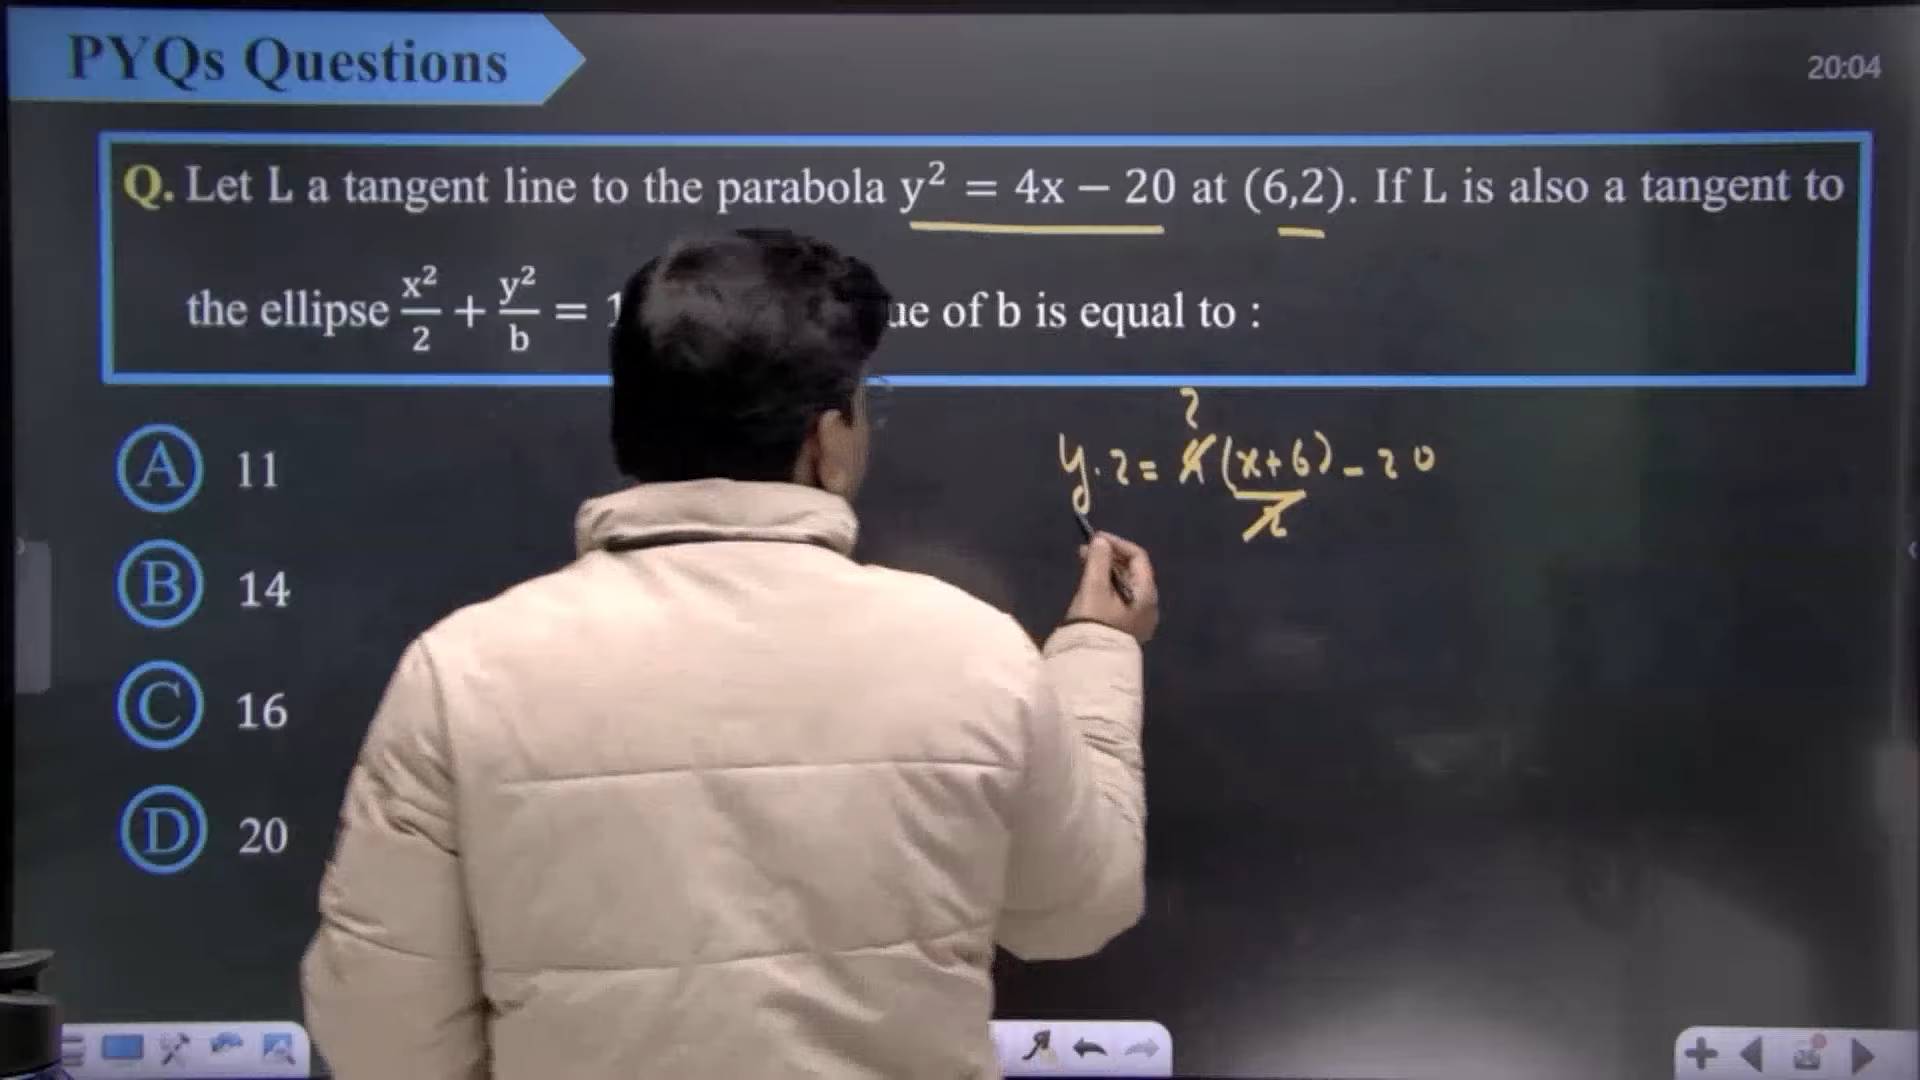 PYQs Questions
20:04
Q. Let L a tangent line to the parabola y² = 4x − 20 at (6,2). If L is also a tangent to
the ellipse x²/2 + y²/b = of b is equal to :
y.2 = 4(x+6)/2 - 20
2
A 11
B 14
C 16
D 20